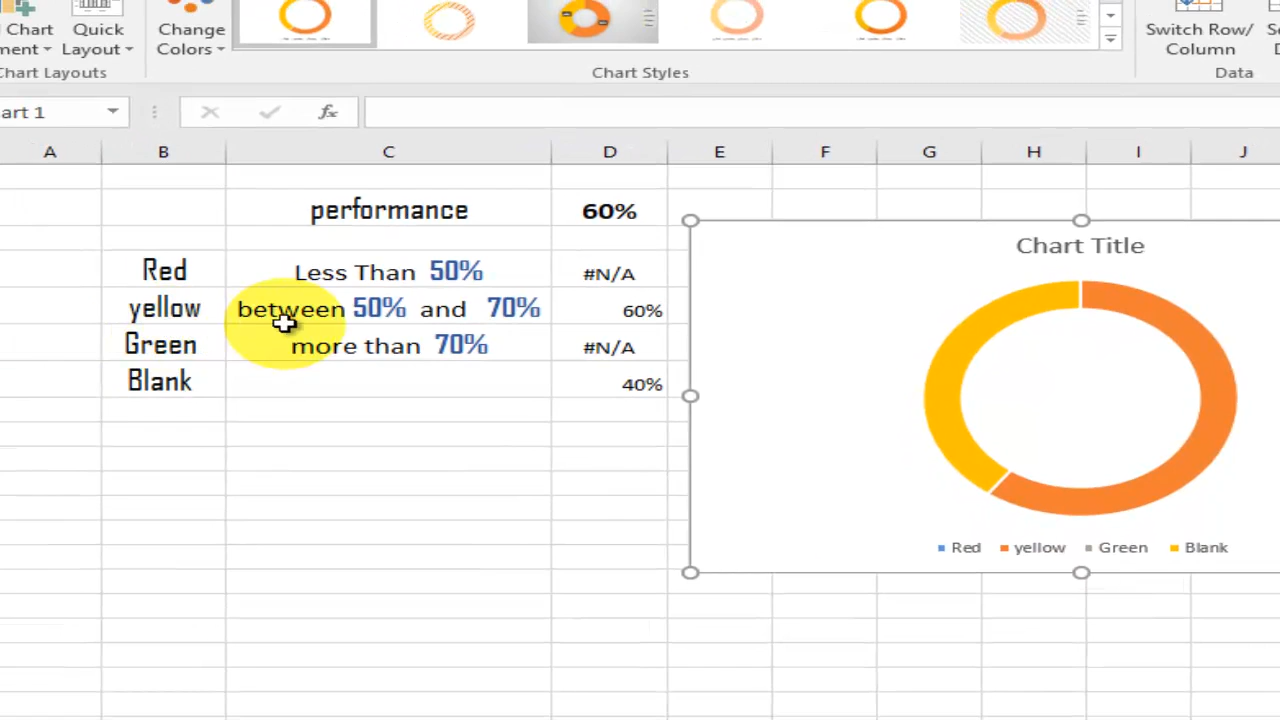 Chart Quick Change Switch Row/
ment Layout Colors Column
Chart Layouts Chart Styles Data
art 1 fx
A B C D E F G H I J
performance 60%
Red Less Than 50% #N/A
yellow between 50% and 70% 60%
Green more than 70% #N/A
Blank 40%
Chart Title
Red yellow Green Blank